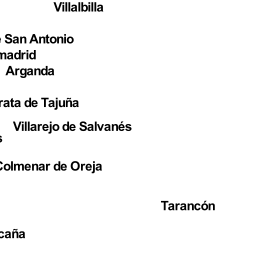 Villalbilla
e San Antonio
madrid
Arganda
rata de Tajuña
Villarejo de Salvanés
s
Colmenar de Oreja
Tarancón
caña